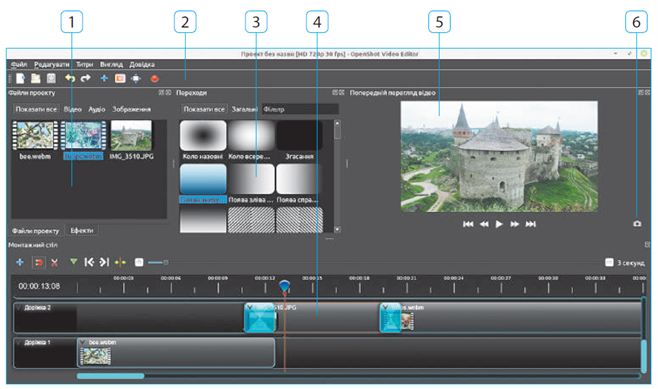 1 2 3 4 5 6
Проект без назви [HD 720p 30 fps] - OpenShot Video Editor
Файл Редагувати Титри Вигляд Довідка
Файли проекту
Переходи
Попередній перегляд відео
Показати все Відео Аудіо Зображення
Показати все Загальні Фільтр
bee.webm
IMG_3510.JPG
Коло назовні Коло всере... Згасання
Поява зліва... Поява спра...
Файли проекту Ефекти
Монтажний стіл
3 секунд
00:00:13:08
00:00:03 00:00:06 00:00:09 00:00:12 00:00:15 00:00:18 00:00:21 00:00:24 00:00:27 00:00:30 00:00:33
Доріжка 2
10.JPG
bee.webm
Доріжка 1
bee.webm